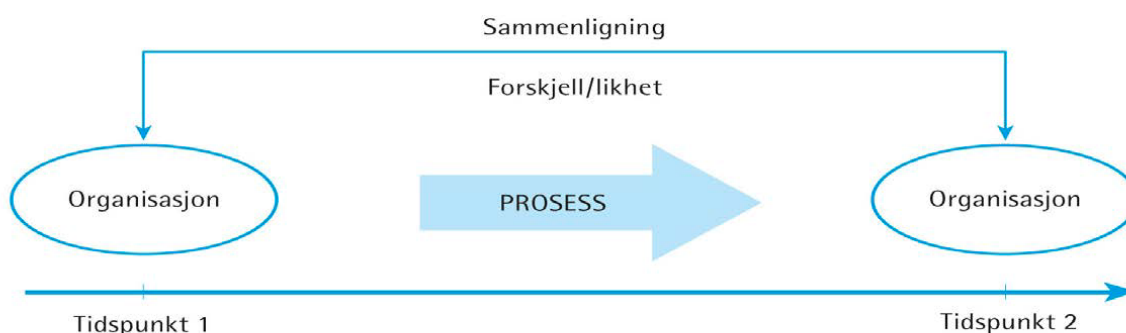 Sammenligning
Forskjell/likhet
Organisasjon
PROSESS
Organisasjon
Tidspunkt 1
Tidspunkt 2